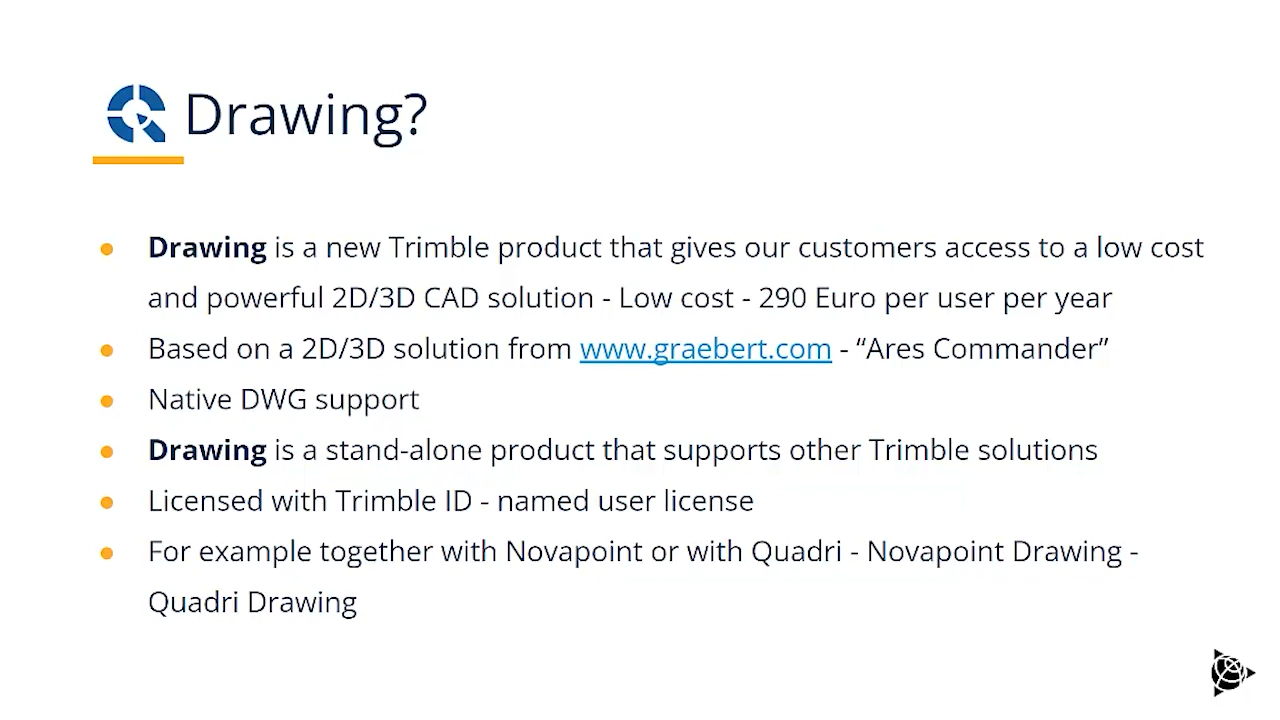 Drawing?
Drawing is a new Trimble product that gives our customers access to a low cost
and powerful 2D/3D CAD solution - Low cost - 290 Euro per user per year
Based on a 2D/3D solution from www.graebert.com - “Ares Commander”
Native DWG support
Drawing is a stand-alone product that supports other Trimble solutions
Licensed with Trimble ID - named user license
For example together with Novapoint or with Quadri - Novapoint Drawing -
Quadri Drawing